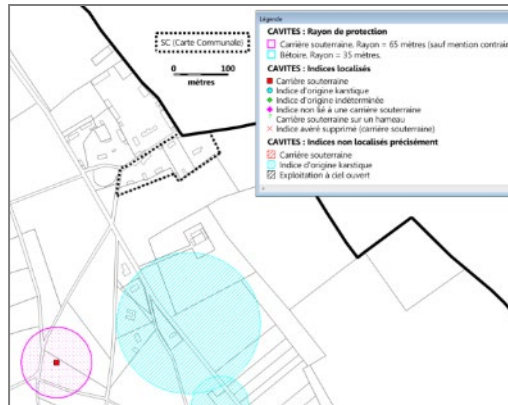 Légende
CAVITES : Rayon de protection
Carrière souterraine. Rayon = 65 mètres (sauf mention contrair
Bétoire. Rayon = 35 mètres.
CAVITES : Indices localisés
Carrière souterraine
Indice d'origine karstique
Indice d'origine indéterminée
Indice non lié à une carrière souterraine
Carrière souterraine sur un hameau
Indice avéré supprimé (carrière souterraine)
CAVITES : Indices non localisés précisément
Carrière souterraine
Indice d'origine karstique
Exploitation à ciel ouvert
SC (Carte Communale)
0 100
mètres